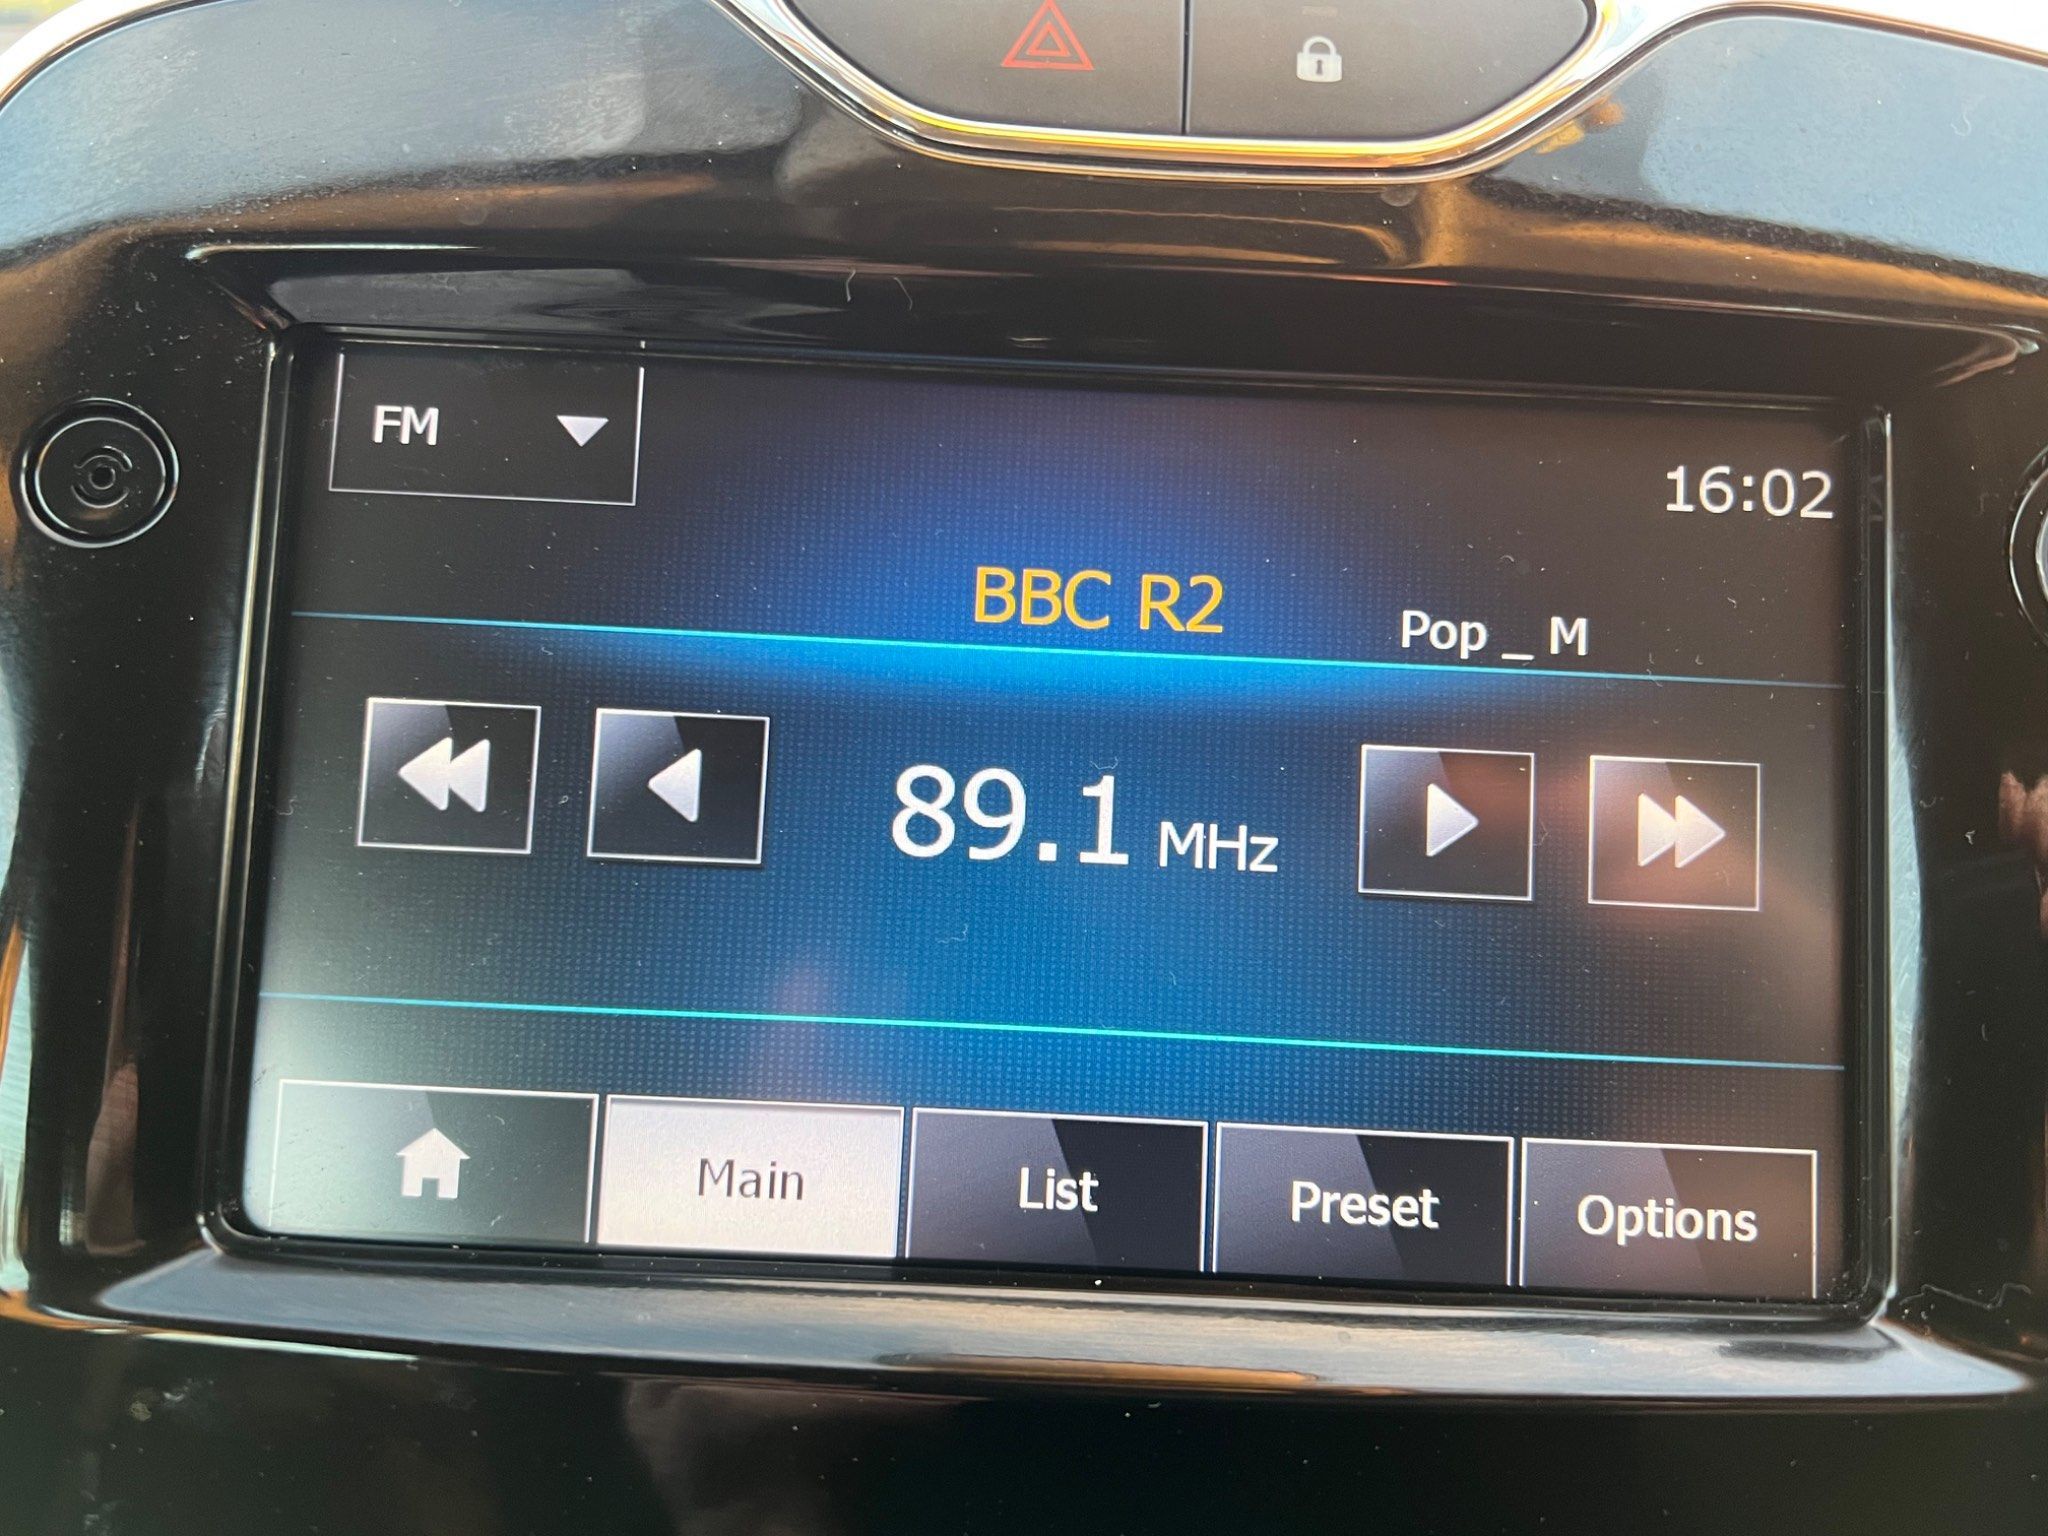 FM
16:02
BBC R2
Pop _ M
89.1 MHz
Main
List
Preset
Options